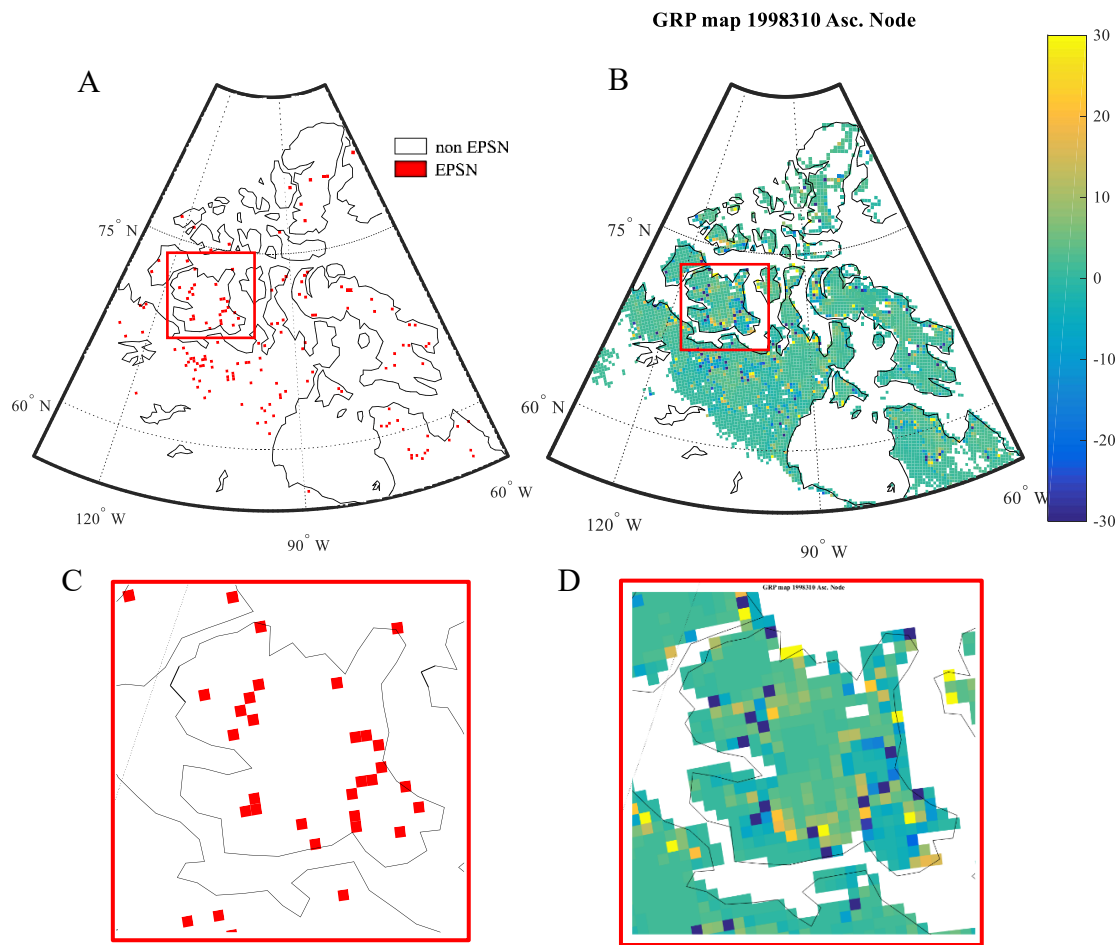 GRP map 1998310 Asc. Node
A
B
non EPSN
EPSN
75° N
60° N
120° W
90° W
60° W
75° N
60° N
120° W
90° W
60° W
30
20
10
0
-10
-20
-30
C
D
GRP map 1998310 Asc. Node